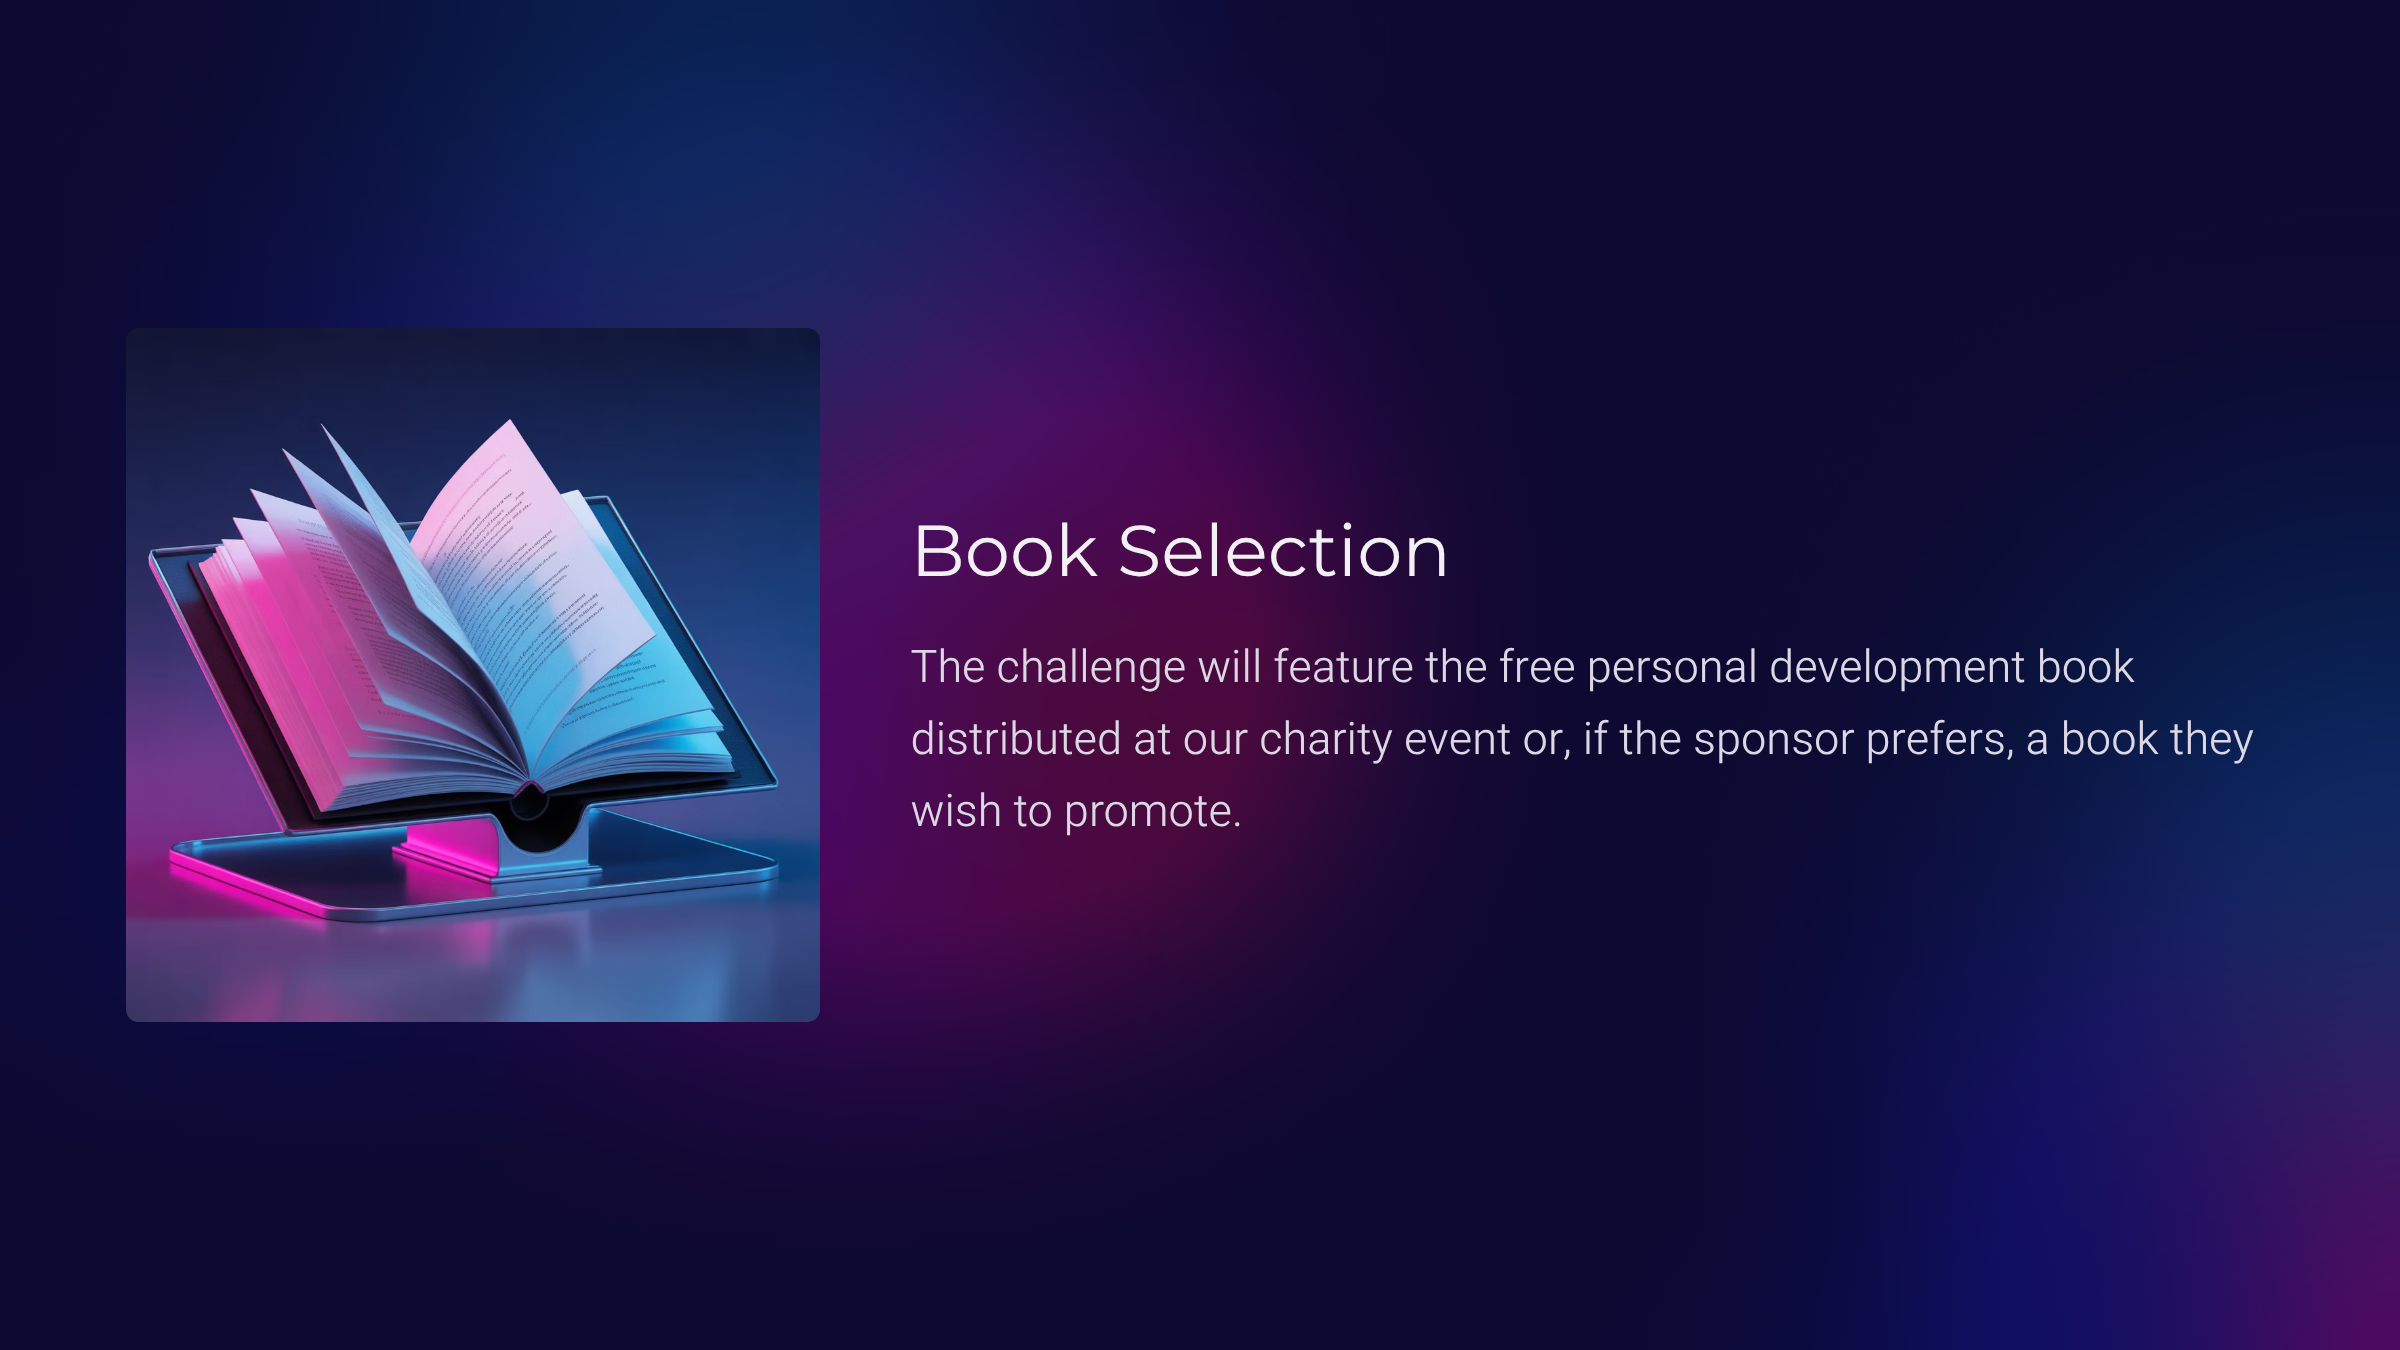 Book Selection
The challenge will feature the free personal development book
distributed at our charity event or, if the sponsor prefers, a book they
wish to promote.